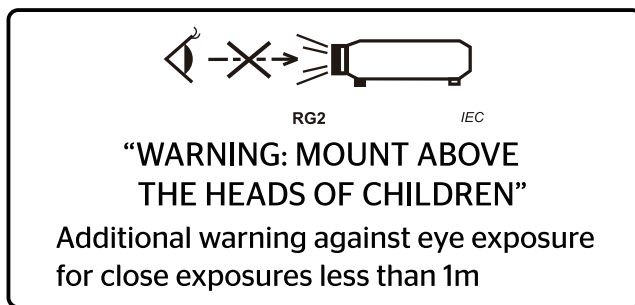 RG2 IEC
“WARNING: MOUNT ABOVE
THE HEADS OF CHILDREN”
Additional warning against eye exposure
for close exposures less than 1m